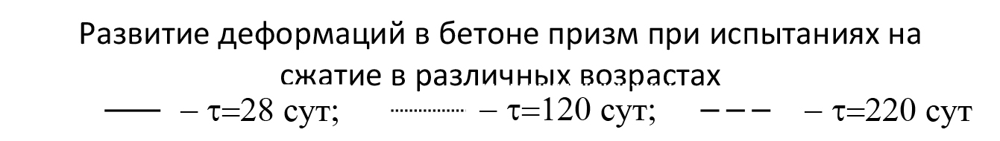 Развитие деформаций в бетоне призм при испытаниях на
сжатие в различных возрастах
– τ=28 сут; – τ=120 сут; – τ=220 сут